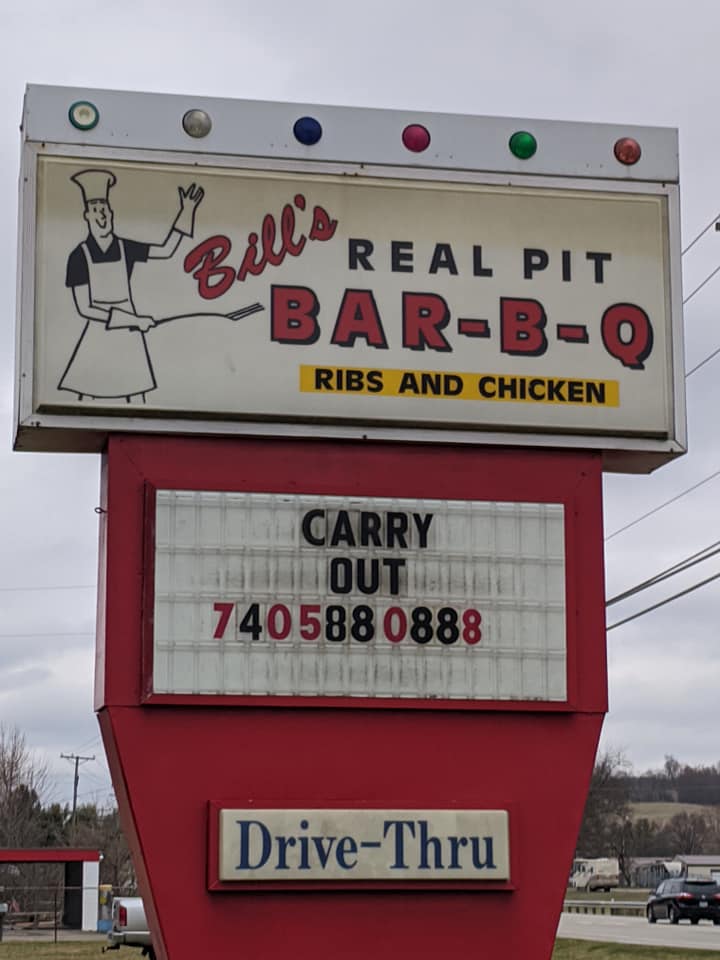 Bill's REAL PIT
BAR-B-Q
RIBS AND CHICKEN
CARRY
OUT
7405880888
Drive-Thru